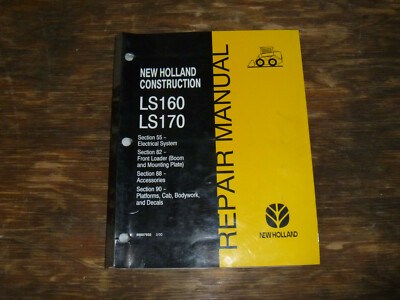 NEW HOLLAND
CONSTRUCTION
LS160
LS170
Section 55 -
Electrical System
Section 82 -
Front Loader (Boom
and Mounting Plate)
Section 88 -
Accessories
Section 90 -
Platforms, Cab, Bodywork,
and Decals
REPAIR MANUAL
NEW HOLLAND